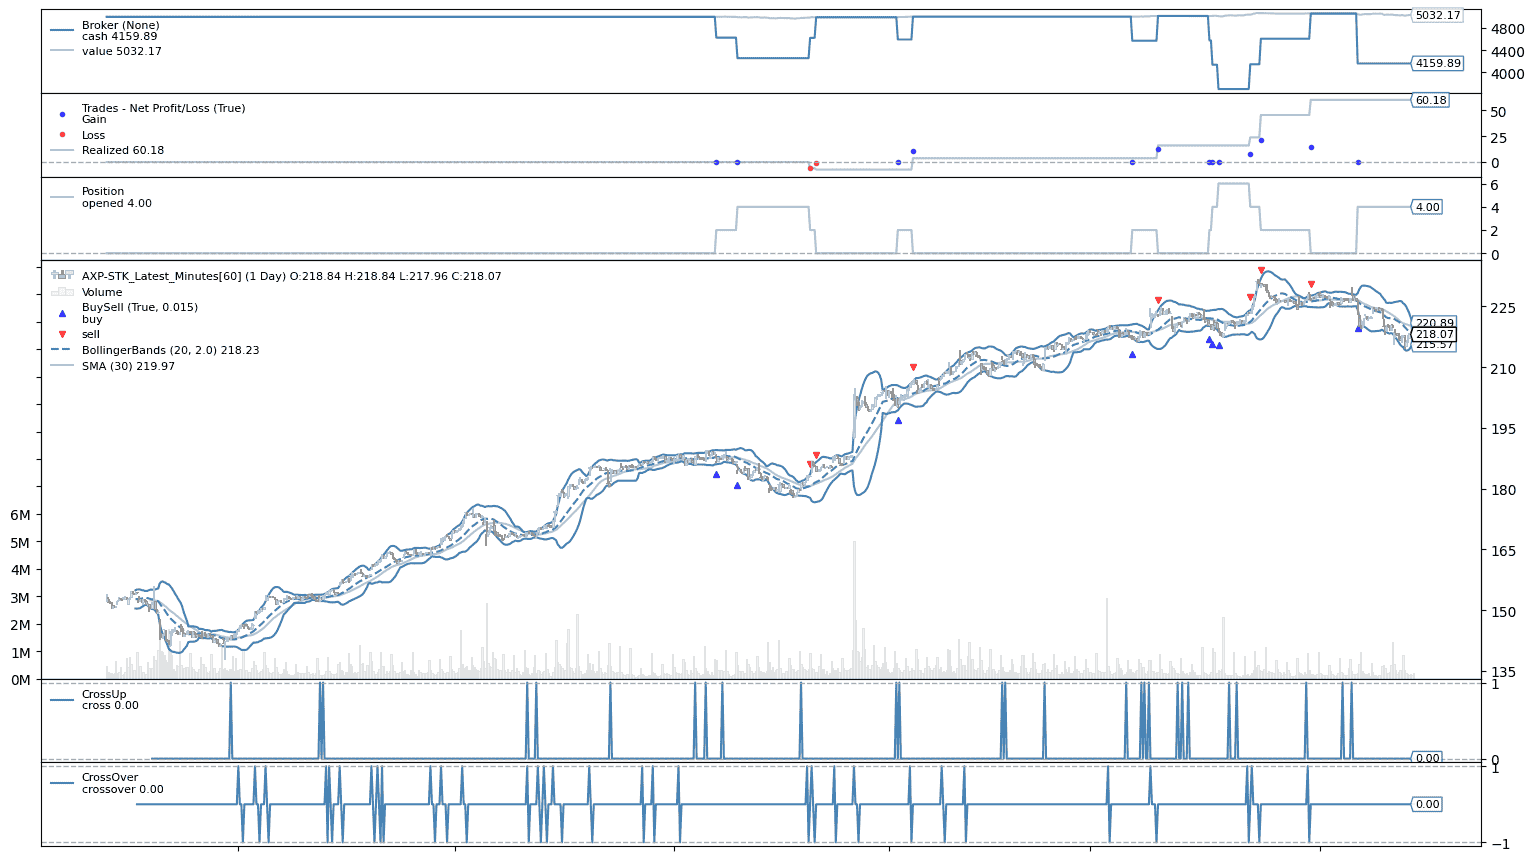 Broker (None)
cash 4159.89
value 5032.17
5032.17
4800
4400
4159.89
4000
Trades - Net Profit/Loss (True)
Gain
Loss
Realized 60.18
60.18
50
25
0
Position
opened 4.00
6
4.00
4
2
0
AXP-STK_Latest_Minutes[60] (1 Day) O:218.84 H:218.84 L:217.96 C:218.07
Volume
BuySell (True, 0.015)
buy
sell
BollingerBands (20, 2.0) 218.23
SMA (30) 219.97
225
220.89
218.07
215.57
210
195
180
165
150
135
6M
5M
4M
3M
2M
1M
0M
CrossUp
cross 0.00
1
0.00
0
CrossOver
crossover 0.00
1
0.00
−1